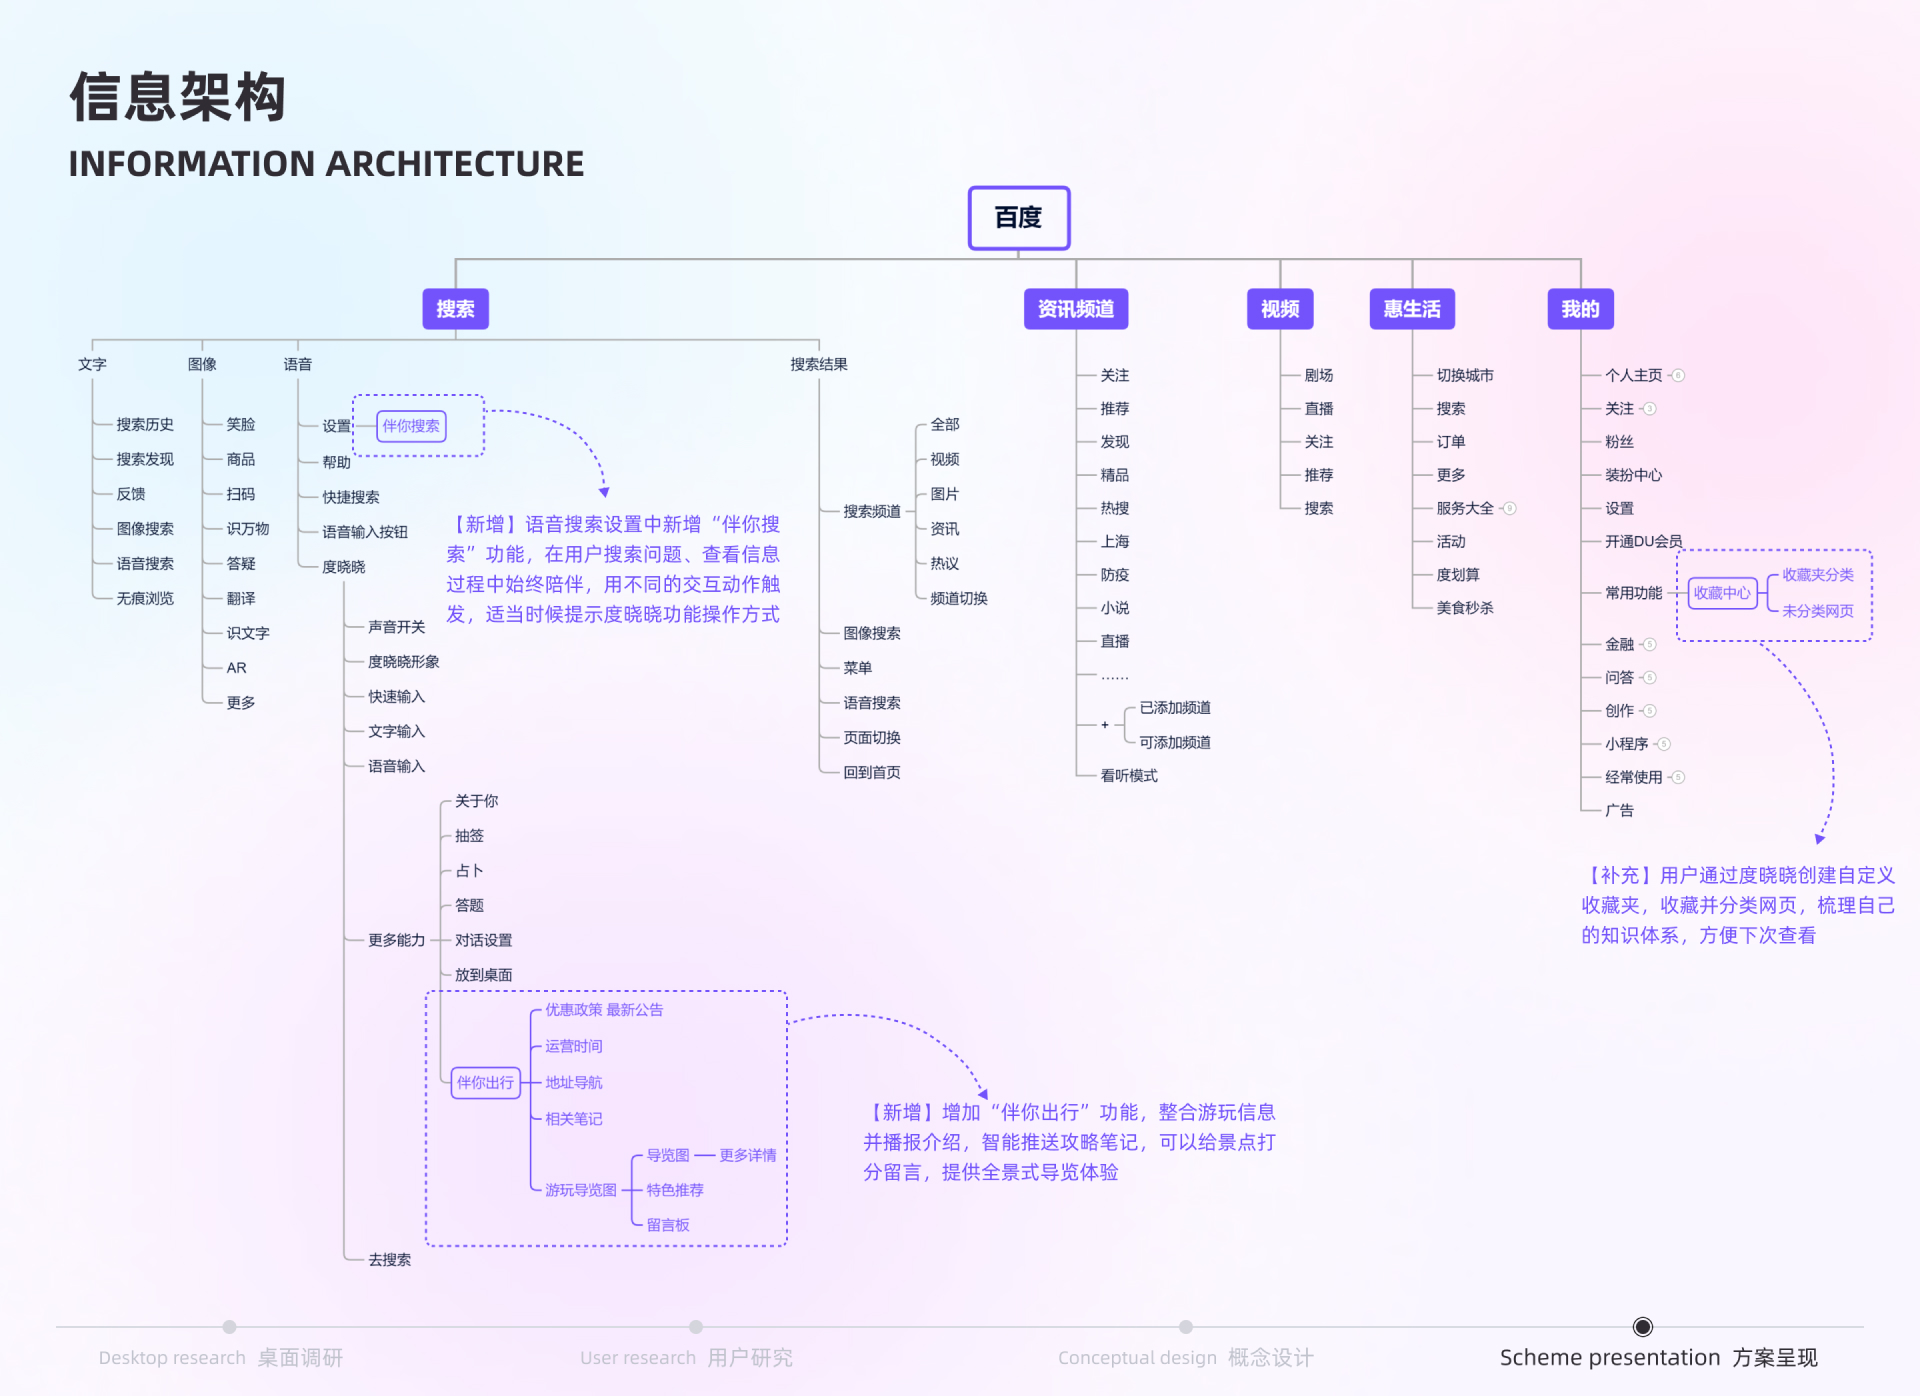 信息架构
INFORMATION ARCHITECTURE
百度
搜索
资讯频道
视频
惠生活
我的
文字
搜索历史
搜索发现
反馈
图像搜索
语音搜索
无痕浏览
图像
笑脸
商品
扫码
识万物
答疑
翻译
识文字
AR
更多
语音
设置
伴你搜索
帮助
快捷搜索
语音输入按钮
度晓晓
【新增】语音搜索设置中新增“伴你搜
索”功能，在用户搜索问题、查看信息
过程中始终陪伴，用不同的交互动作触
发，适当时候提示度晓晓功能操作方式
声音开关
度晓晓形象
快速输入
文字输入
语音输入
更多能力
关于你
抽签
占卜
答题
对话设置
放到桌面
伴你出行
优惠政策 最新公告
运营时间
地址导航
相关笔记
游玩导览图
导览图
更多详情
特色推荐
留言板
去搜索
【新增】增加“伴你出行”功能，整合游玩信息
并播报介绍，智能推送攻略笔记，可以给景点打
分留言，提供全景式导览体验
搜索结果
搜索频道
全部
视频
图片
资讯
热议
频道切换
图像搜索
菜单
语音搜索
页面切换
回到首页
关注
推荐
发现
精品
热搜
上海
防疫
小说
直播
……
+
已添加频道
可添加频道
看听模式
剧场
直播
关注
推荐
搜索
切换城市
搜索
订单
更多
服务大全 9
活动
度划算
美食秒杀
个人主页 6
关注 3
粉丝
装扮中心
设置
开通DU会员
常用功能
收藏中心
收藏夹分类
未分类网页
金融 5
问答 5
创作 5
小程序 5
经常使用 5
广告
【补充】用户通过度晓晓创建自定义
收藏夹，收藏并分类网页，梳理自己
的知识体系，方便下次查看
Desktop research 桌面调研
User research 用户研究
Conceptual design 概念设计
Scheme presentation 方案呈现